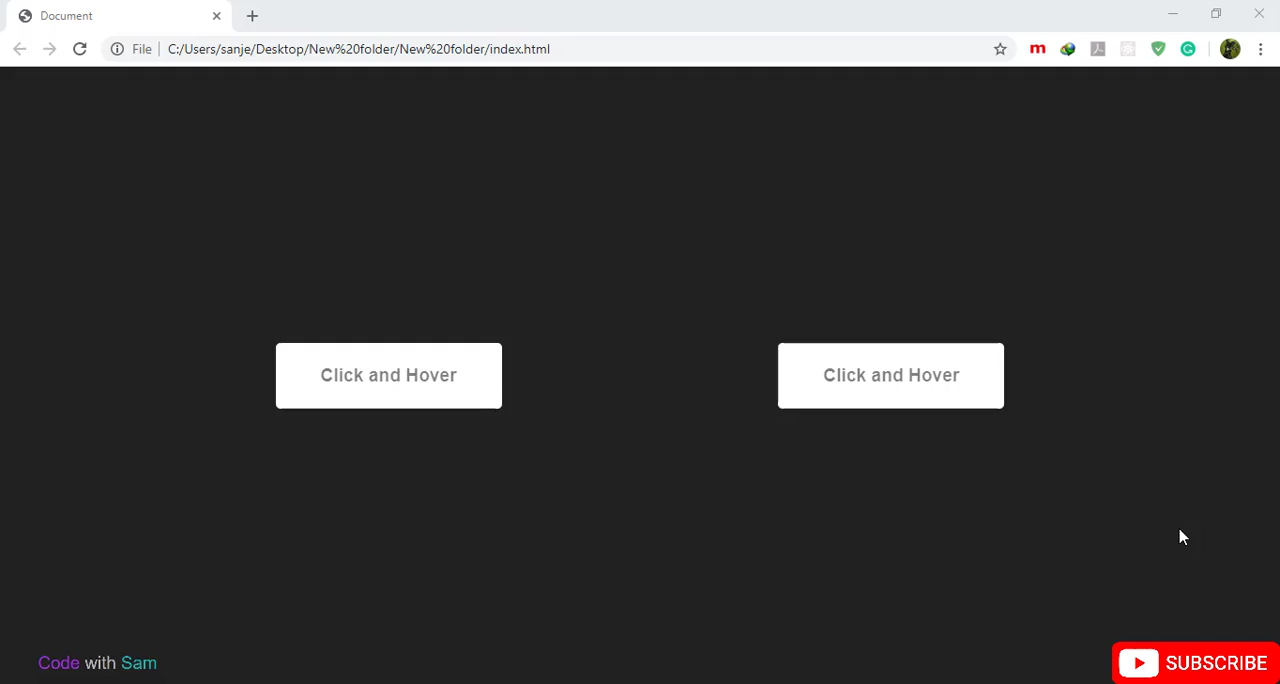 Document
File
C:/Users/sanje/Desktop/New%20folder/New%20folder/index.html
m
Click and Hover
Click and Hover
Code with Sam
SUBSCRIBE